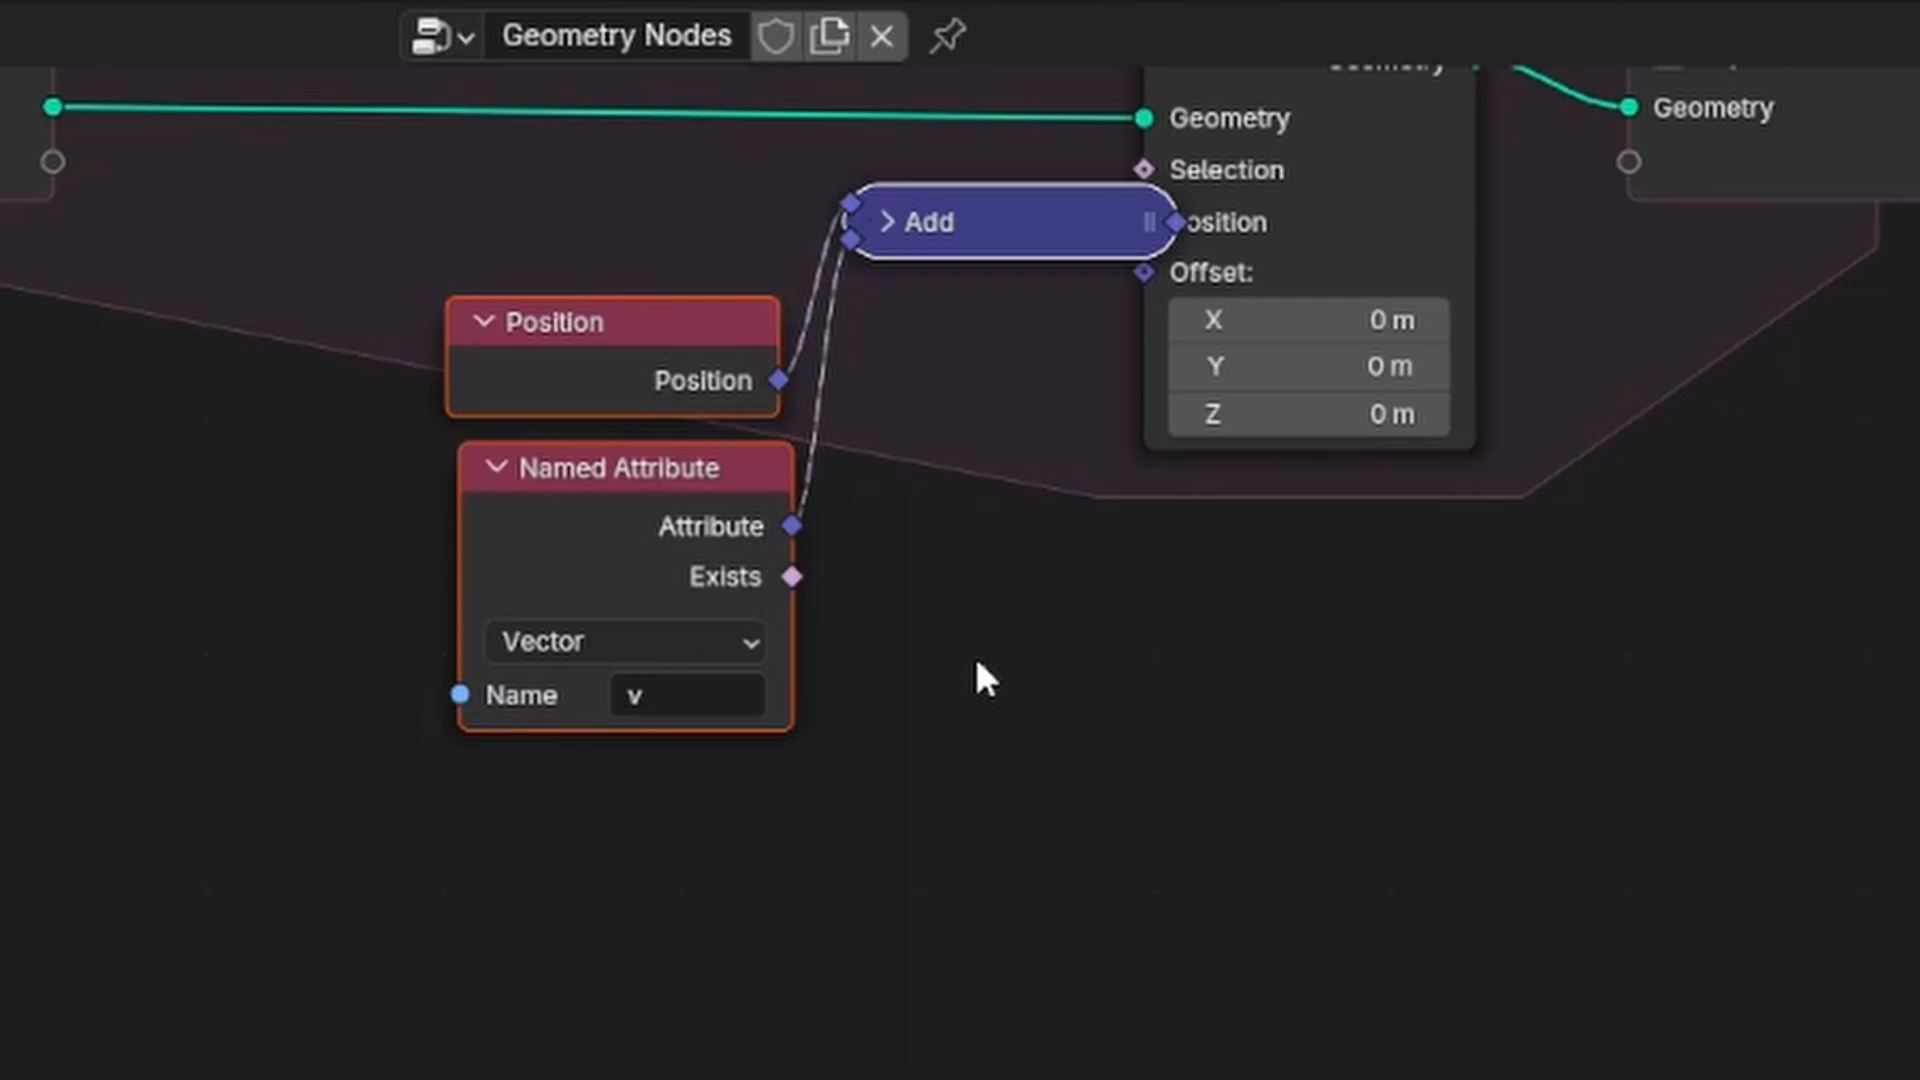 Geometry Nodes
Geometry
Geometry
Geometry
Selection
Add
osition
Offset:
X 0 m
Y 0 m
Z 0 m
Position
Position
Named Attribute
Attribute
Exists
Vector
Name v